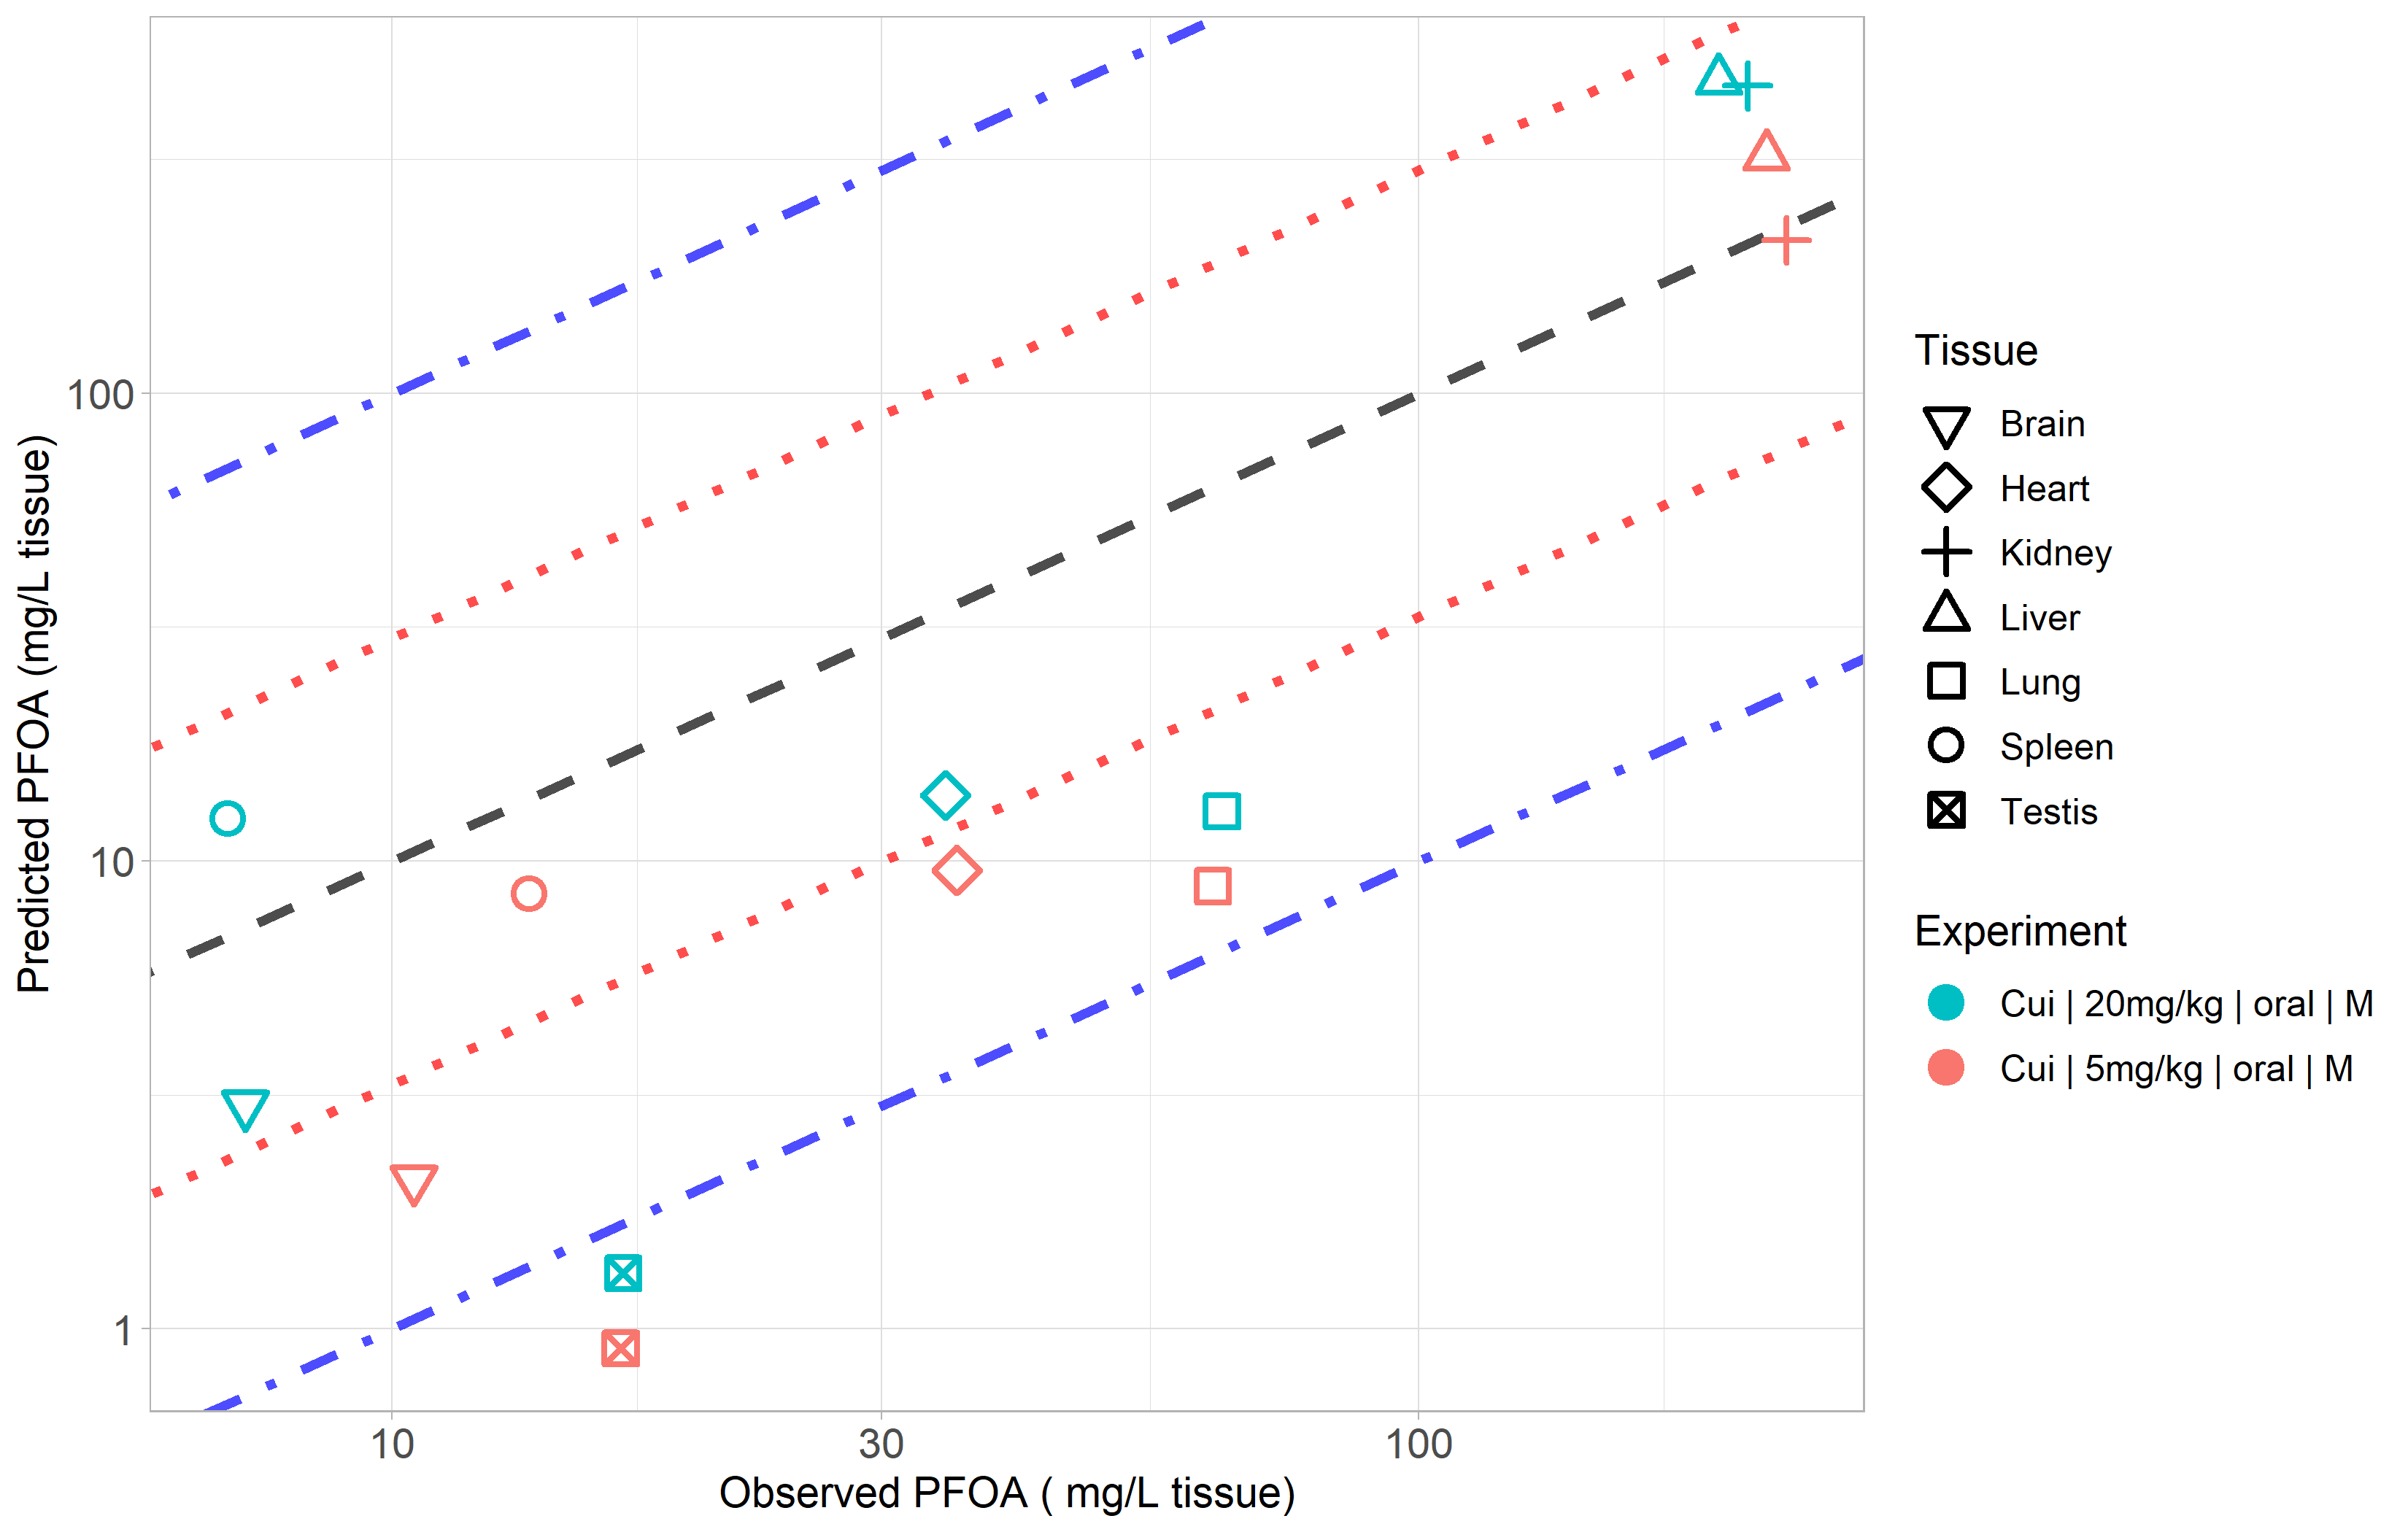 Predicted PFOA (mg/L tissue)
100
10
1
10
30
100
Observed PFOA ( mg/L tissue)
Tissue
Brain
Heart
Kidney
Liver
Lung
Spleen
Testis
Experiment
Cui | 20mg/kg | oral | M
Cui | 5mg/kg | oral | M